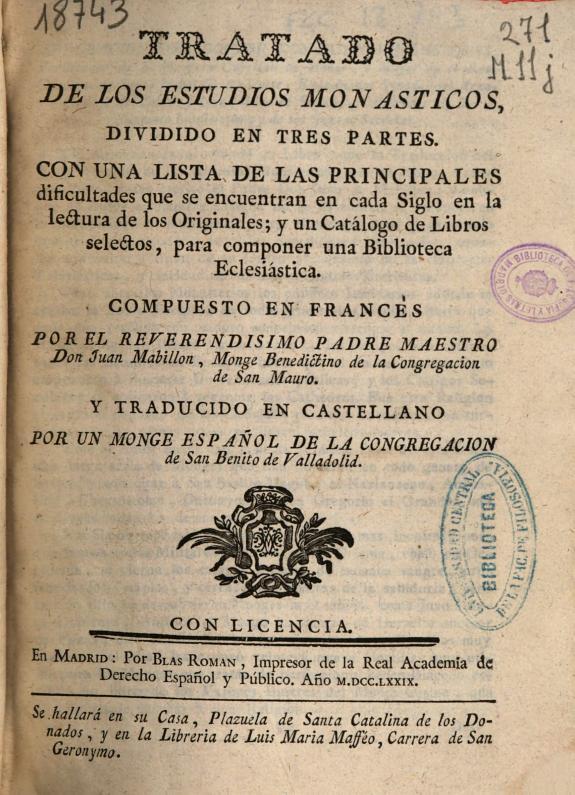 18743
271
M11j
TRATADO
DE LOS ESTUDIOS MONASTICOS,
DIVIDIDO EN TRES PARTES.
CON UNA LISTA DE LAS PRINCIPALES
dificultades que se encuentran en cada Siglo en la
lectura de los Originales; y un Catálogo de Libros
selectos, para componer una Biblioteca
Eclesiástica.
COMPUESTO EN FRANCÈS
POR EL REVERENDISIMO PADRE MAESTRO
Don Juan Mabillon, Monge Benedictino de la Congregacion
de San Mauro.
Y TRADUCIDO EN CASTELLANO
POR UN MONGE ESPAÑOL DE LA CONGREGACION
de San Benito de Valladolid.
BIBLIOTECA
CON LICENCIA.
En MADRID: Por BLAS ROMAN, Impresor de la Real Academia de
Derecho Español y Público. Año M.DCC.LXXIX.
Se hallará en su Casa, Plazuela de Santa Catalina de los Do-
nados, y en la Libreria de Luis Maria Mafféo, Carrera de San
Geronymo.